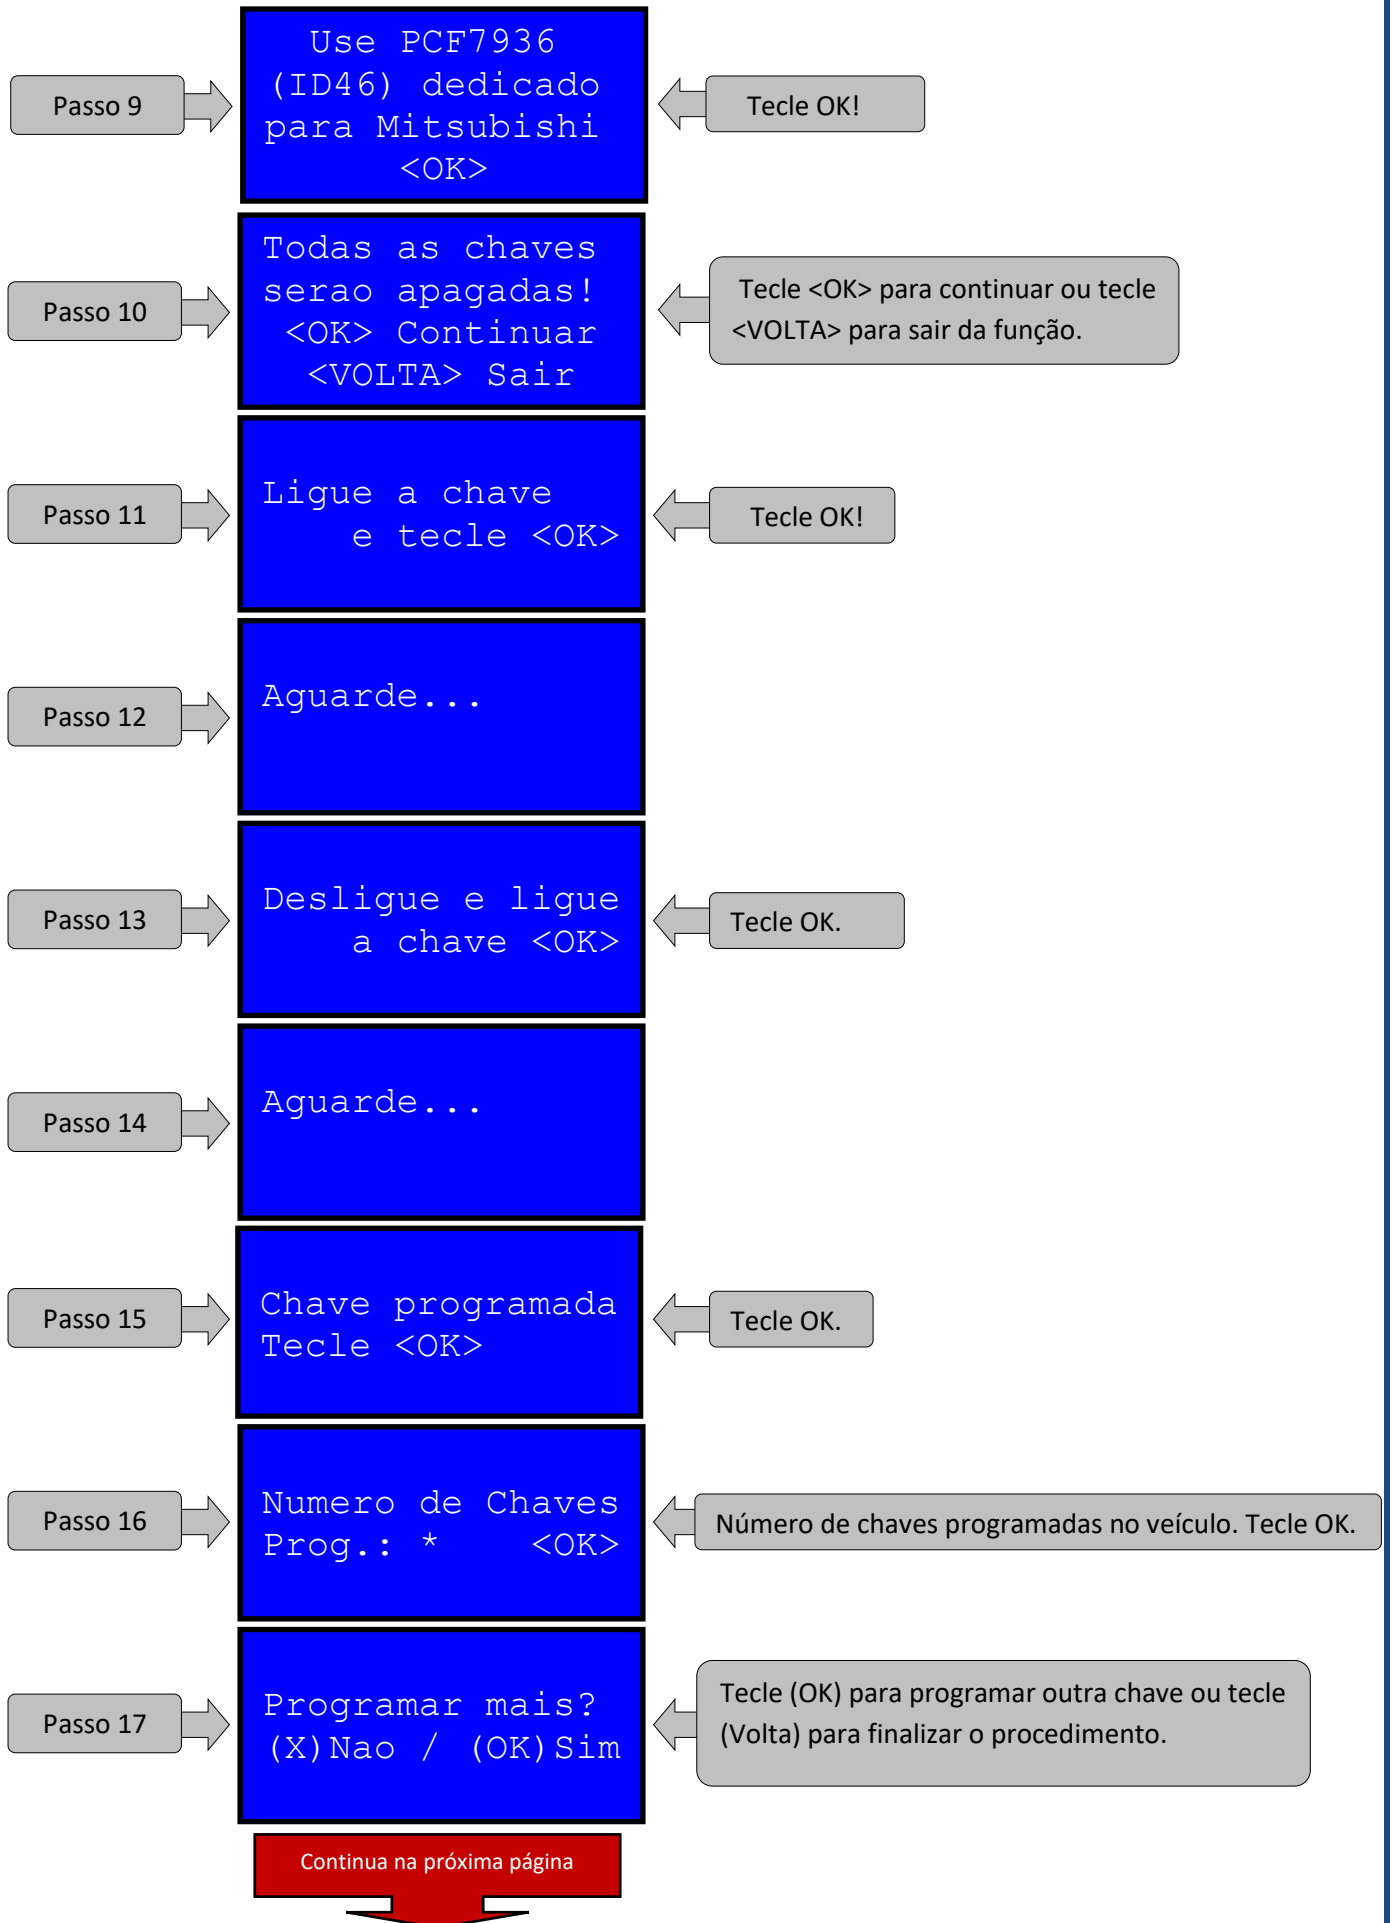 Passo 9
Use PCF7936
(ID46) dedicado
para Mitsubishi
<OK>
Tecle OK!
Passo 10
Todas as chaves
serao apagadas!
<OK> Continuar
<VOLTA> Sair
Tecle <OK> para continuar ou tecle
<VOLTA> para sair da função.
Passo 11
Ligue a chave
e tecle <OK>
Tecle OK!
Passo 12
Aguarde...
Passo 13
Desligue e ligue
a chave <OK>
Tecle OK.
Passo 14
Aguarde...
Passo 15
Chave programada
Tecle <OK>
Tecle OK.
Passo 16
Numero de Chaves
Prog.: * <OK>
Número de chaves programadas no veículo. Tecle OK.
Passo 17
Programar mais?
(X)Nao / (OK)Sim
Tecle (OK) para programar outra chave ou tecle
(Volta) para finalizar o procedimento.
Continua na próxima página